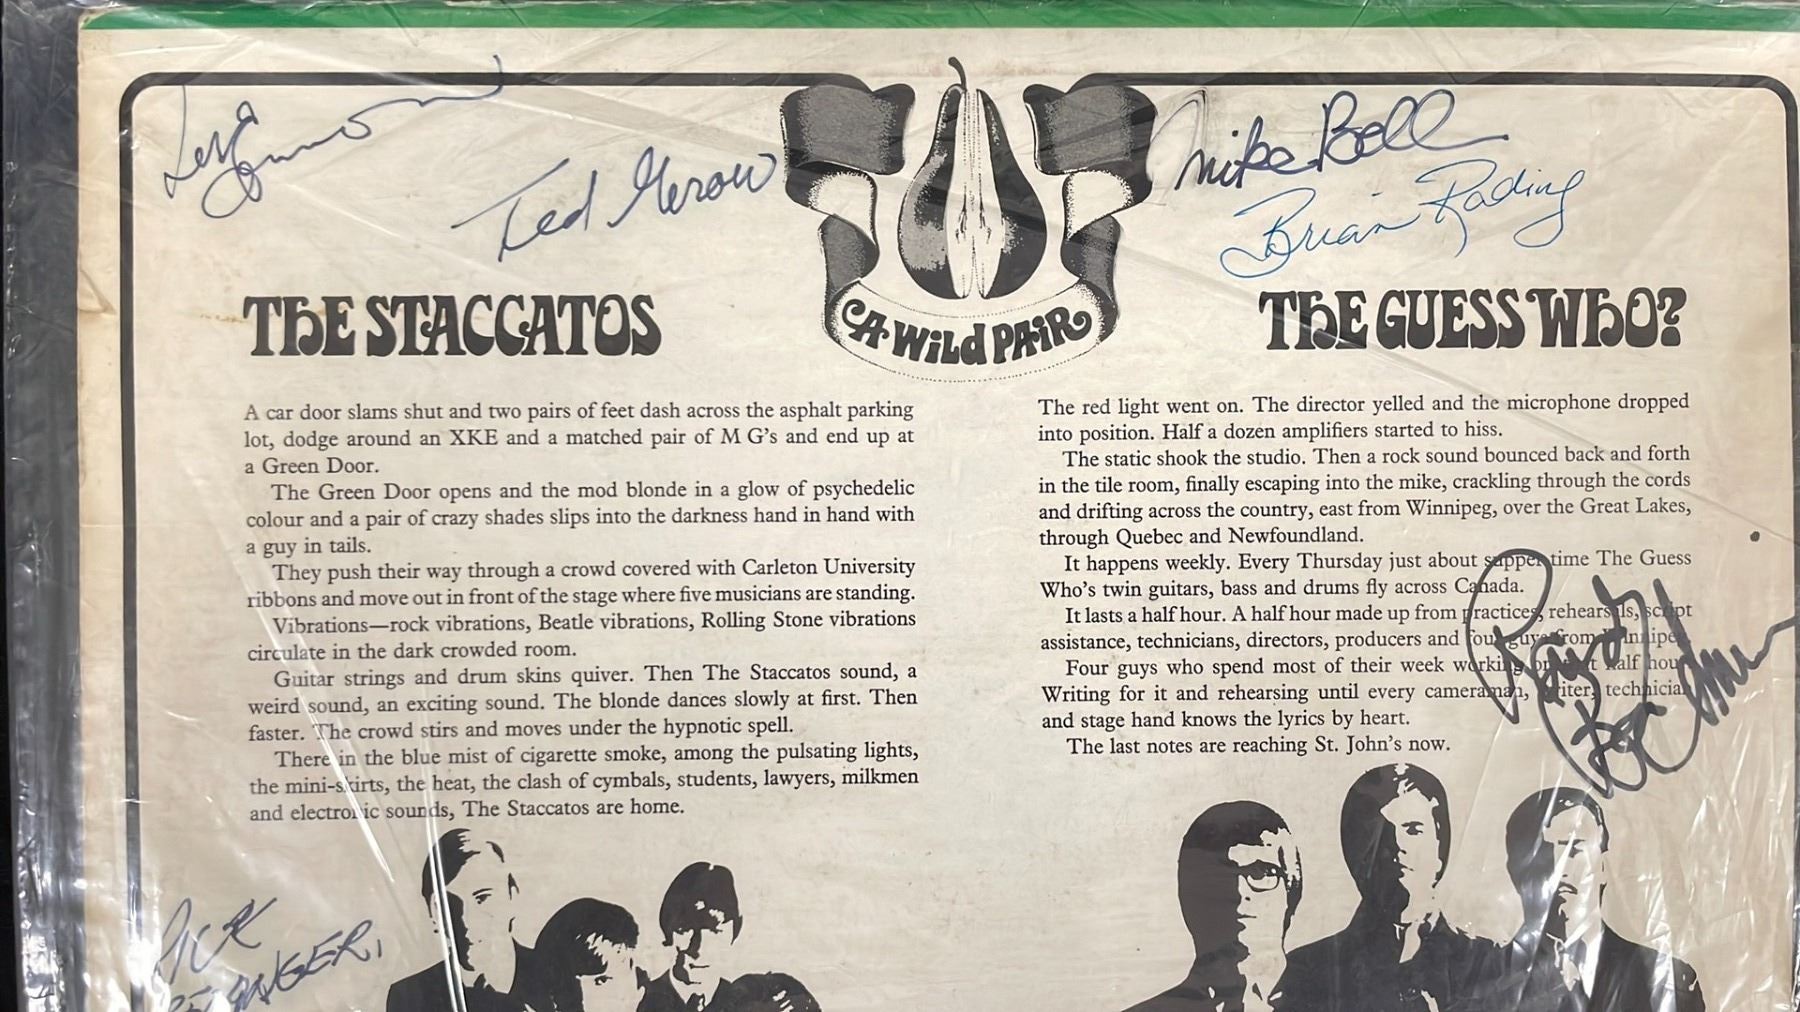 Les Emmerson
Ted Gerow
Mike Bell
Brian Rading
A WILD PAIR
THE STACCATOS
A car door slams shut and two pairs of feet dash across the asphalt parking
lot, dodge around an XKE and a matched pair of M G's and end up at
a Green Door.
The Green Door opens and the mod blonde in a glow of psychedelic
colour and a pair of crazy shades slips into the darkness hand in hand with
a guy in tails.
They push their way through a crowd covered with Carleton University
ribbons and move out in front of the stage where five musicians are standing.
Vibrations—rock vibrations, Beatle vibrations, Rolling Stone vibrations
circulate in the dark crowded room.
Guitar strings and drum skins quiver. Then The Staccatos sound, a
weird sound, an exciting sound. The blonde dances slowly at first. Then
faster. The crowd stirs and moves under the hypnotic spell.
There in the blue mist of cigarette smoke, among the pulsating lights,
the mini-skirts, the heat, the clash of cymbals, students, lawyers, milkmen
and electronic sounds, The Staccatos are home.
THE GUESS WHO?
The red light went on. The director yelled and the microphone dropped
into position. Half a dozen amplifiers started to hiss.
The static shook the studio. Then a rock sound bounced back and forth
in the tile room, finally escaping into the mike, crackling through the cords
and drifting across the country, east from Winnipeg, over the Great Lakes,
through Quebec and Newfoundland.
It happens weekly. Every Thursday just about supper time The Guess
Who's twin guitars, bass and drums fly across Canada.
It lasts a half hour. A half hour made up from practices, rehearsals, script
assistance, technicians, directors, producers and four guys from Winnipeg.
Four guys who spend most of their week working on that half hour.
Writing for it and rehearsing until every cameraman, writer, technician
and stage hand knows the lyrics by heart.
The last notes are reaching St. John's now.
Randy
Bachman
RICK
BELANGER,